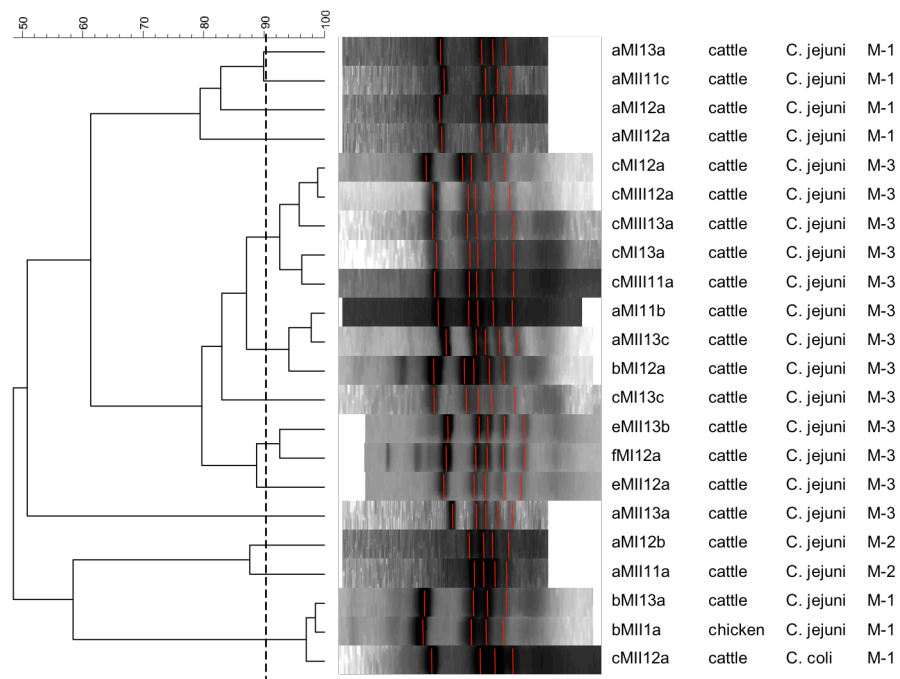 50 60 70 80 90 100
aMI13a cattle C. jejuni M-1
aMII11c cattle C. jejuni M-1
aMI12a cattle C. jejuni M-1
aMII12a cattle C. jejuni M-1
cMI12a cattle C. jejuni M-3
cMIII12a cattle C. jejuni M-3
cMIII13a cattle C. jejuni M-3
cMI13a cattle C. jejuni M-3
cMIII11a cattle C. jejuni M-3
aMI11b cattle C. jejuni M-3
aMII13c cattle C. jejuni M-3
bMI12a cattle C. jejuni M-3
cMI13c cattle C. jejuni M-3
eMII13b cattle C. jejuni M-3
fMI12a cattle C. jejuni M-3
eMII12a cattle C. jejuni M-3
aMII13a cattle C. jejuni M-3
aMI12b cattle C. jejuni M-2
aMII11a cattle C. jejuni M-2
bMI13a cattle C. jejuni M-1
bMII1a chicken C. jejuni M-1
cMII12a cattle C. coli M-1